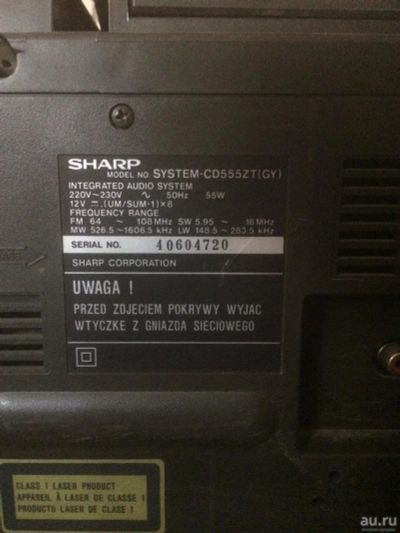 SHARP
MODEL NO. SYSTEM-CD555ZT(GY)
INTEGRATED AUDIO SYSTEM
220V~230V ∿ 50Hz 55W
12V ⎓ (UM/SUM-1)×8
FREQUENCY RANGE
FM 64 ~ 108 MHz SW 5.95 ~ 18 MHz
MW 526.5~1606.5 kHz LW 148.5~283.5 kHz
SERIAL NO. 40604720
SHARP CORPORATION
UWAGA !
PRZED ZDJECIEM POKRYWY WYJAC
WTYCZKE Z GNIAZDA SIECIOWEGO
CLASS 1 LASER PRODUCT
APPAREIL À LASER DE CLASSE 1
PRODUCTO LASER DE CLASE 1
au.ru